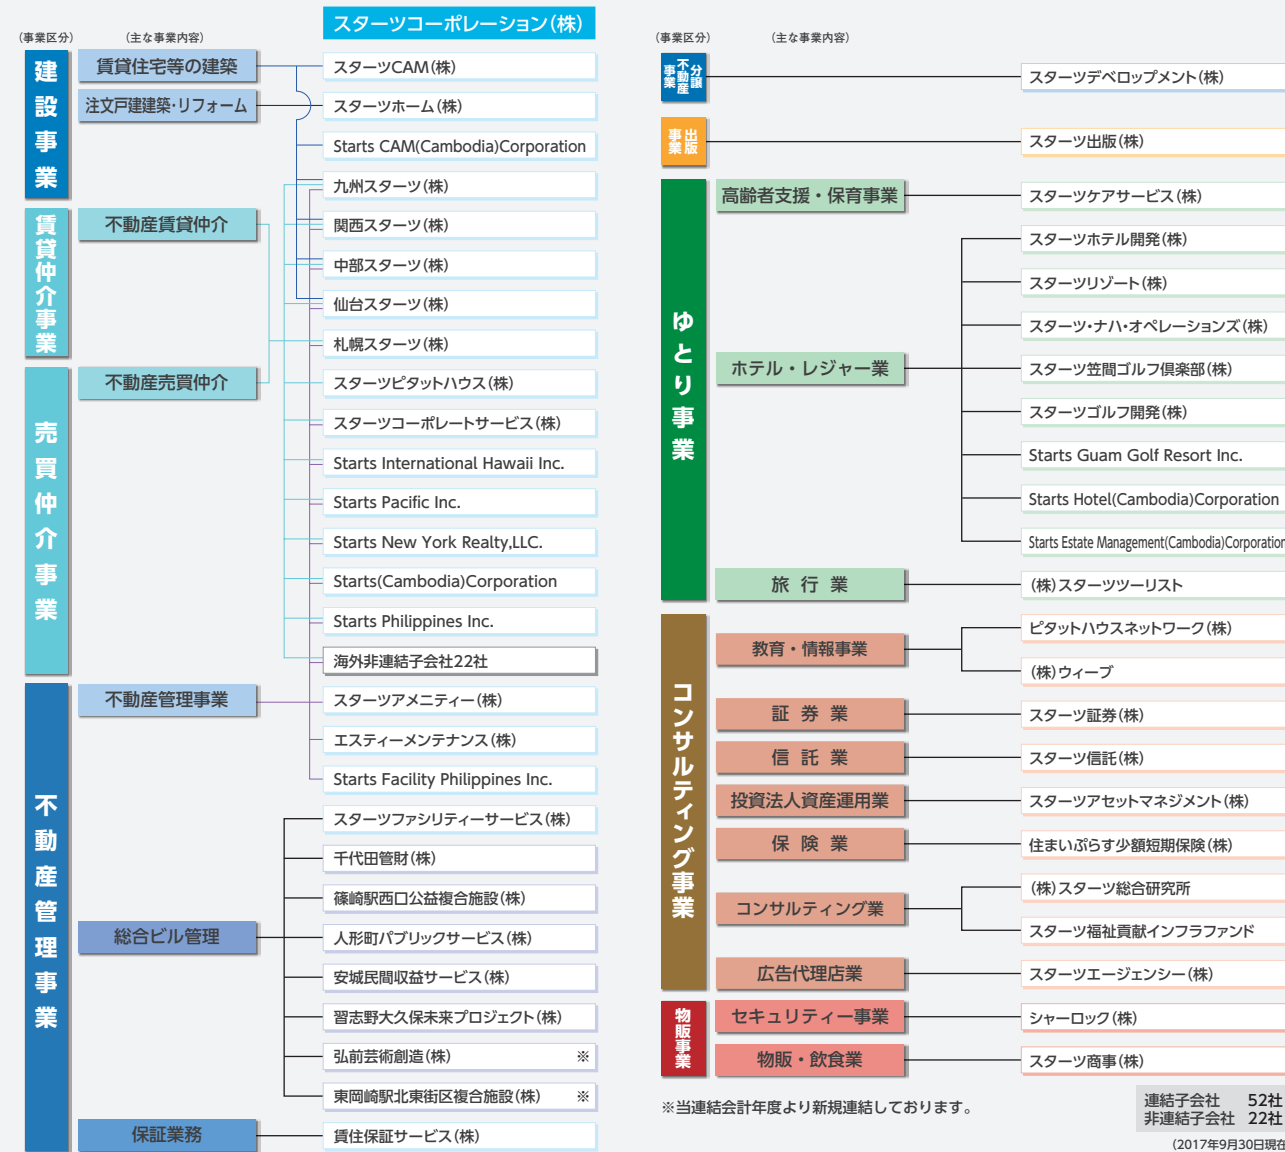 スターツコーポレーション(株)
(事業区分)
(主な事業内容)
建設事業
賃貸住宅等の建築
スターツCAM(株)
注文戸建建築・リフォーム
スターツホーム(株)
Starts CAM(Cambodia)Corporation
九州スターツ(株)
賃貸仲介事業
不動産賃貸仲介
関西スターツ(株)
中部スターツ(株)
仙台スターツ(株)
札幌スターツ(株)
売買仲介事業
不動産売買仲介
スターツピタットハウス(株)
スターツコーポレートサービス(株)
Starts International Hawaii Inc.
Starts Pacific Inc.
Starts New York Realty,LLC.
Starts(Cambodia)Corporation
Starts Philippines Inc.
海外非連結子会社22社
不動産管理事業
不動産管理事業
スターツアメニティー(株)
エスティーメンテナンス(株)
Starts Facility Philippines Inc.
スターツファシリティーサービス(株)
千代田管財(株)
篠崎駅西口公益複合施設(株)
総合ビル管理
人形町パブリックサービス(株)
安城民間収益サービス(株)
習志野大久保未来プロジェクト(株)
弘前芸術創造(株) ※
東岡崎駅北東街区複合施設(株) ※
保証業務
賃住保証サービス(株)
(事業区分)
(主な事業内容)
分譲不動産事業
スターツデベロップメント(株)
出版事業
スターツ出版(株)
ゆとり事業
高齢者支援・保育事業
スターツケアサービス(株)
スターツホテル開発(株)
スターツリゾート(株)
スターツ・ナハ・オペレーションズ(株)
ホテル・レジャー業
スターツ笠間ゴルフ倶楽部(株)
スターツゴルフ開発(株)
Starts Guam Golf Resort Inc.
Starts Hotel(Cambodia)Corporation
Starts Estate Management(Cambodia)Corporation
旅行業
(株)スターツツーリスト
コンサルティング事業
教育・情報事業
ピタットハウスネットワーク(株)
(株)ウィーブ
証券業
スターツ証券(株)
信託業
スターツ信託(株)
投資法人資産運用業
スターツアセットマネジメント(株)
保険業
住まいぷらす少額短期保険(株)
コンサルティング業
(株)スターツ総合研究所
スターツ福祉貢献インフラファンド
広告代理店業
スターツエージェンシー(株)
物販事業
セキュリティー事業
シャーロック(株)
物販・飲食業
スターツ商事(株)
※当連結会計年度より新規連結しております。
連結子会社 52社
非連結子会社 22社
(2017年9月30日現在